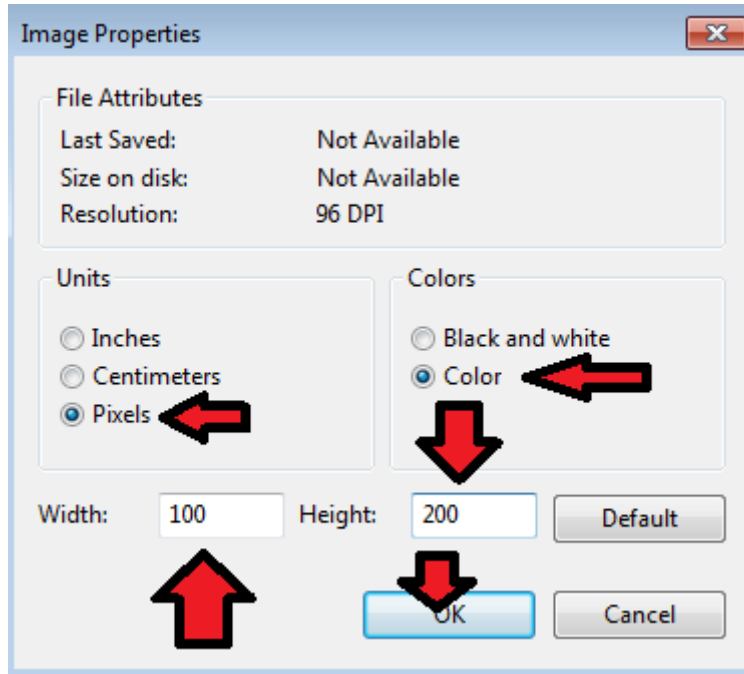 Image Properties
File Attributes
Last Saved: Not Available
Size on disk: Not Available
Resolution: 96 DPI
Units
Inches
Centimeters
Pixels
Colors
Black and white
Color
Width: 100 Height: 200 Default
OK Cancel